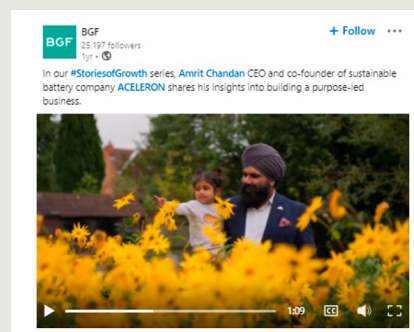 BGF
BGF
25,197 followers
1yr •
+ Follow
In our #StoriesofGrowth series, Amrit Chandan CEO and co-founder of sustainable
battery company ACELERON shares his insights into building a purpose-led
business.
1:09
CC